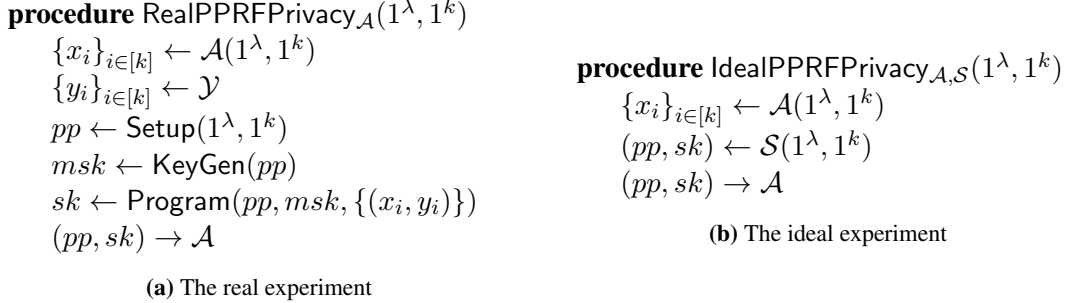 procedure RealPPRFPrivacy_𝒜(1^λ, 1^k)
{x_i}_{i∈[k]} ← 𝒜(1^λ, 1^k)
{y_i}_{i∈[k]} ← 𝒴
pp ← Setup(1^λ, 1^k)
msk ← KeyGen(pp)
sk ← Program(pp, msk, {(x_i, y_i)})
(pp, sk) → 𝒜
(a) The real experiment
procedure IdealPPRFPrivacy_{𝒜,𝒮}(1^λ, 1^k)
{x_i}_{i∈[k]} ← 𝒜(1^λ, 1^k)
(pp, sk) ← 𝒮(1^λ, 1^k)
(pp, sk) → 𝒜
(b) The ideal experiment